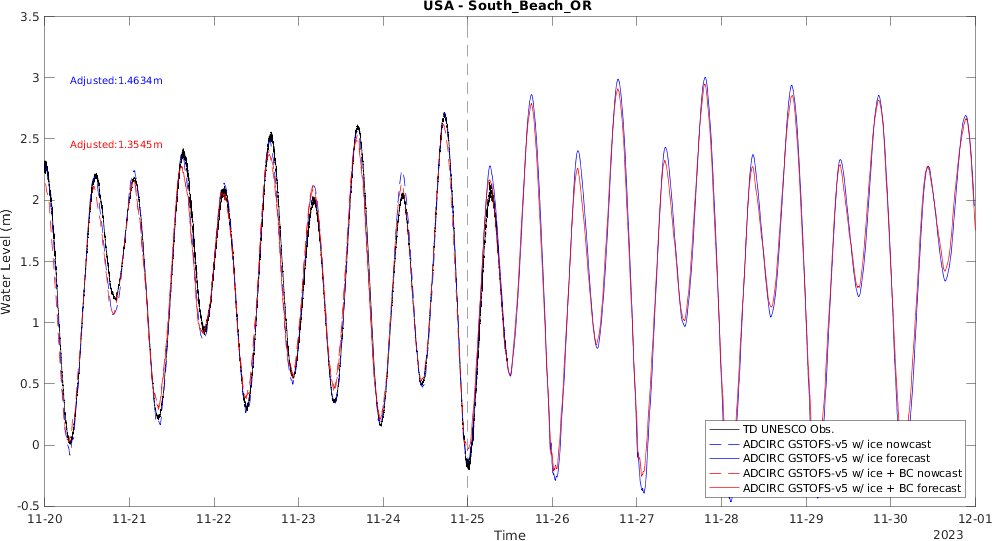 USA - South_Beach_OR
3.5
3
2.5
2
1.5
1
0.5
0
-0.5
Water Level (m)
Adjusted:1.4634m
Adjusted:1.3545m
TD UNESCO Obs.
ADCIRC GSTOFS-v5 w/ ice nowcast
ADCIRC GSTOFS-v5 w/ ice forecast
ADCIRC GSTOFS-v5 w/ ice + BC nowcast
ADCIRC GSTOFS-v5 w/ ice + BC forecast
11-20 11-21 11-22 11-23 11-24 11-25 11-26 11-27 11-28 11-29 11-30 12-01
Time
2023